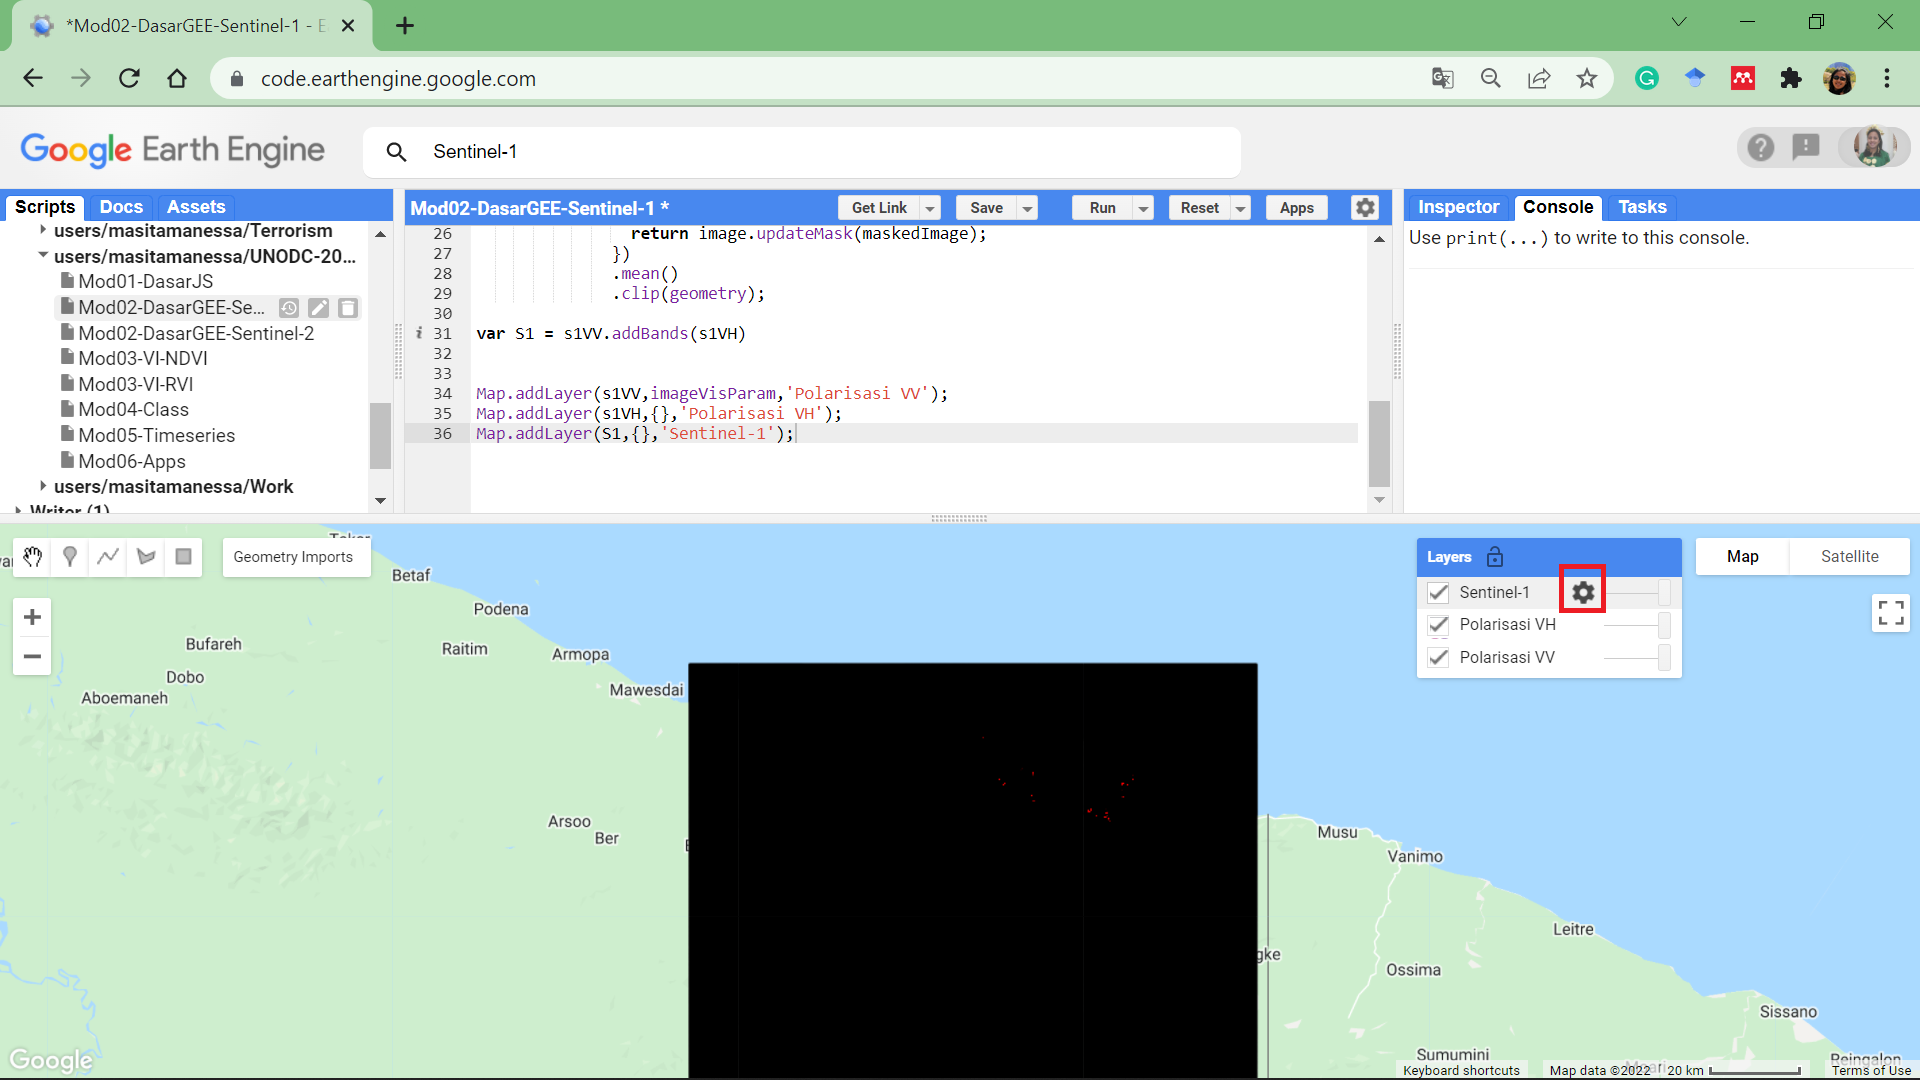 *Mod02-DasarGEE-Sentinel-1 - E
code.earthengine.google.com
Google Earth Engine
Sentinel-1
Scripts Docs Assets
users/masitamanessa/Terrorism
users/masitamanessa/UNODC-20...
Mod01-DasarJS
Mod02-DasarGEE-Se...
Mod02-DasarGEE-Sentinel-2
Mod03-VI-NDVI
Mod03-VI-RVI
Mod04-Class
Mod05-Timeseries
Mod06-Apps
users/masitamanessa/Work
Writer (1)
Mod02-DasarGEE-Sentinel-1 *
Get Link Save Run Reset Apps
26 return image.updateMask(maskedImage);
27 })
28 .mean()
29 .clip(geometry);
30
i 31 var S1 = s1VV.addBands(s1VH)
32
33
34 Map.addLayer(s1VV,imageVisParam,'Polarisasi VV');
35 Map.addLayer(s1VH,{},'Polarisasi VH');
36 Map.addLayer(S1,{},'Sentinel-1');
Inspector Console Tasks
Use print(...) to write to this console.
Geometry Imports
Layers
Sentinel-1
Polarisasi VH
Polarisasi VV
Map Satellite
Betaf
Podena
Bufareh
Raitim
Armopa
Dobo
Mawesdai
Aboemaneh
Arsoo
Ber
Musu
Vanimo
Leitre
gke
Ossima
Sissano
Sumumini
Reingalon
Google
Keyboard shortcuts Map data ©2022 20 km Terms of Use